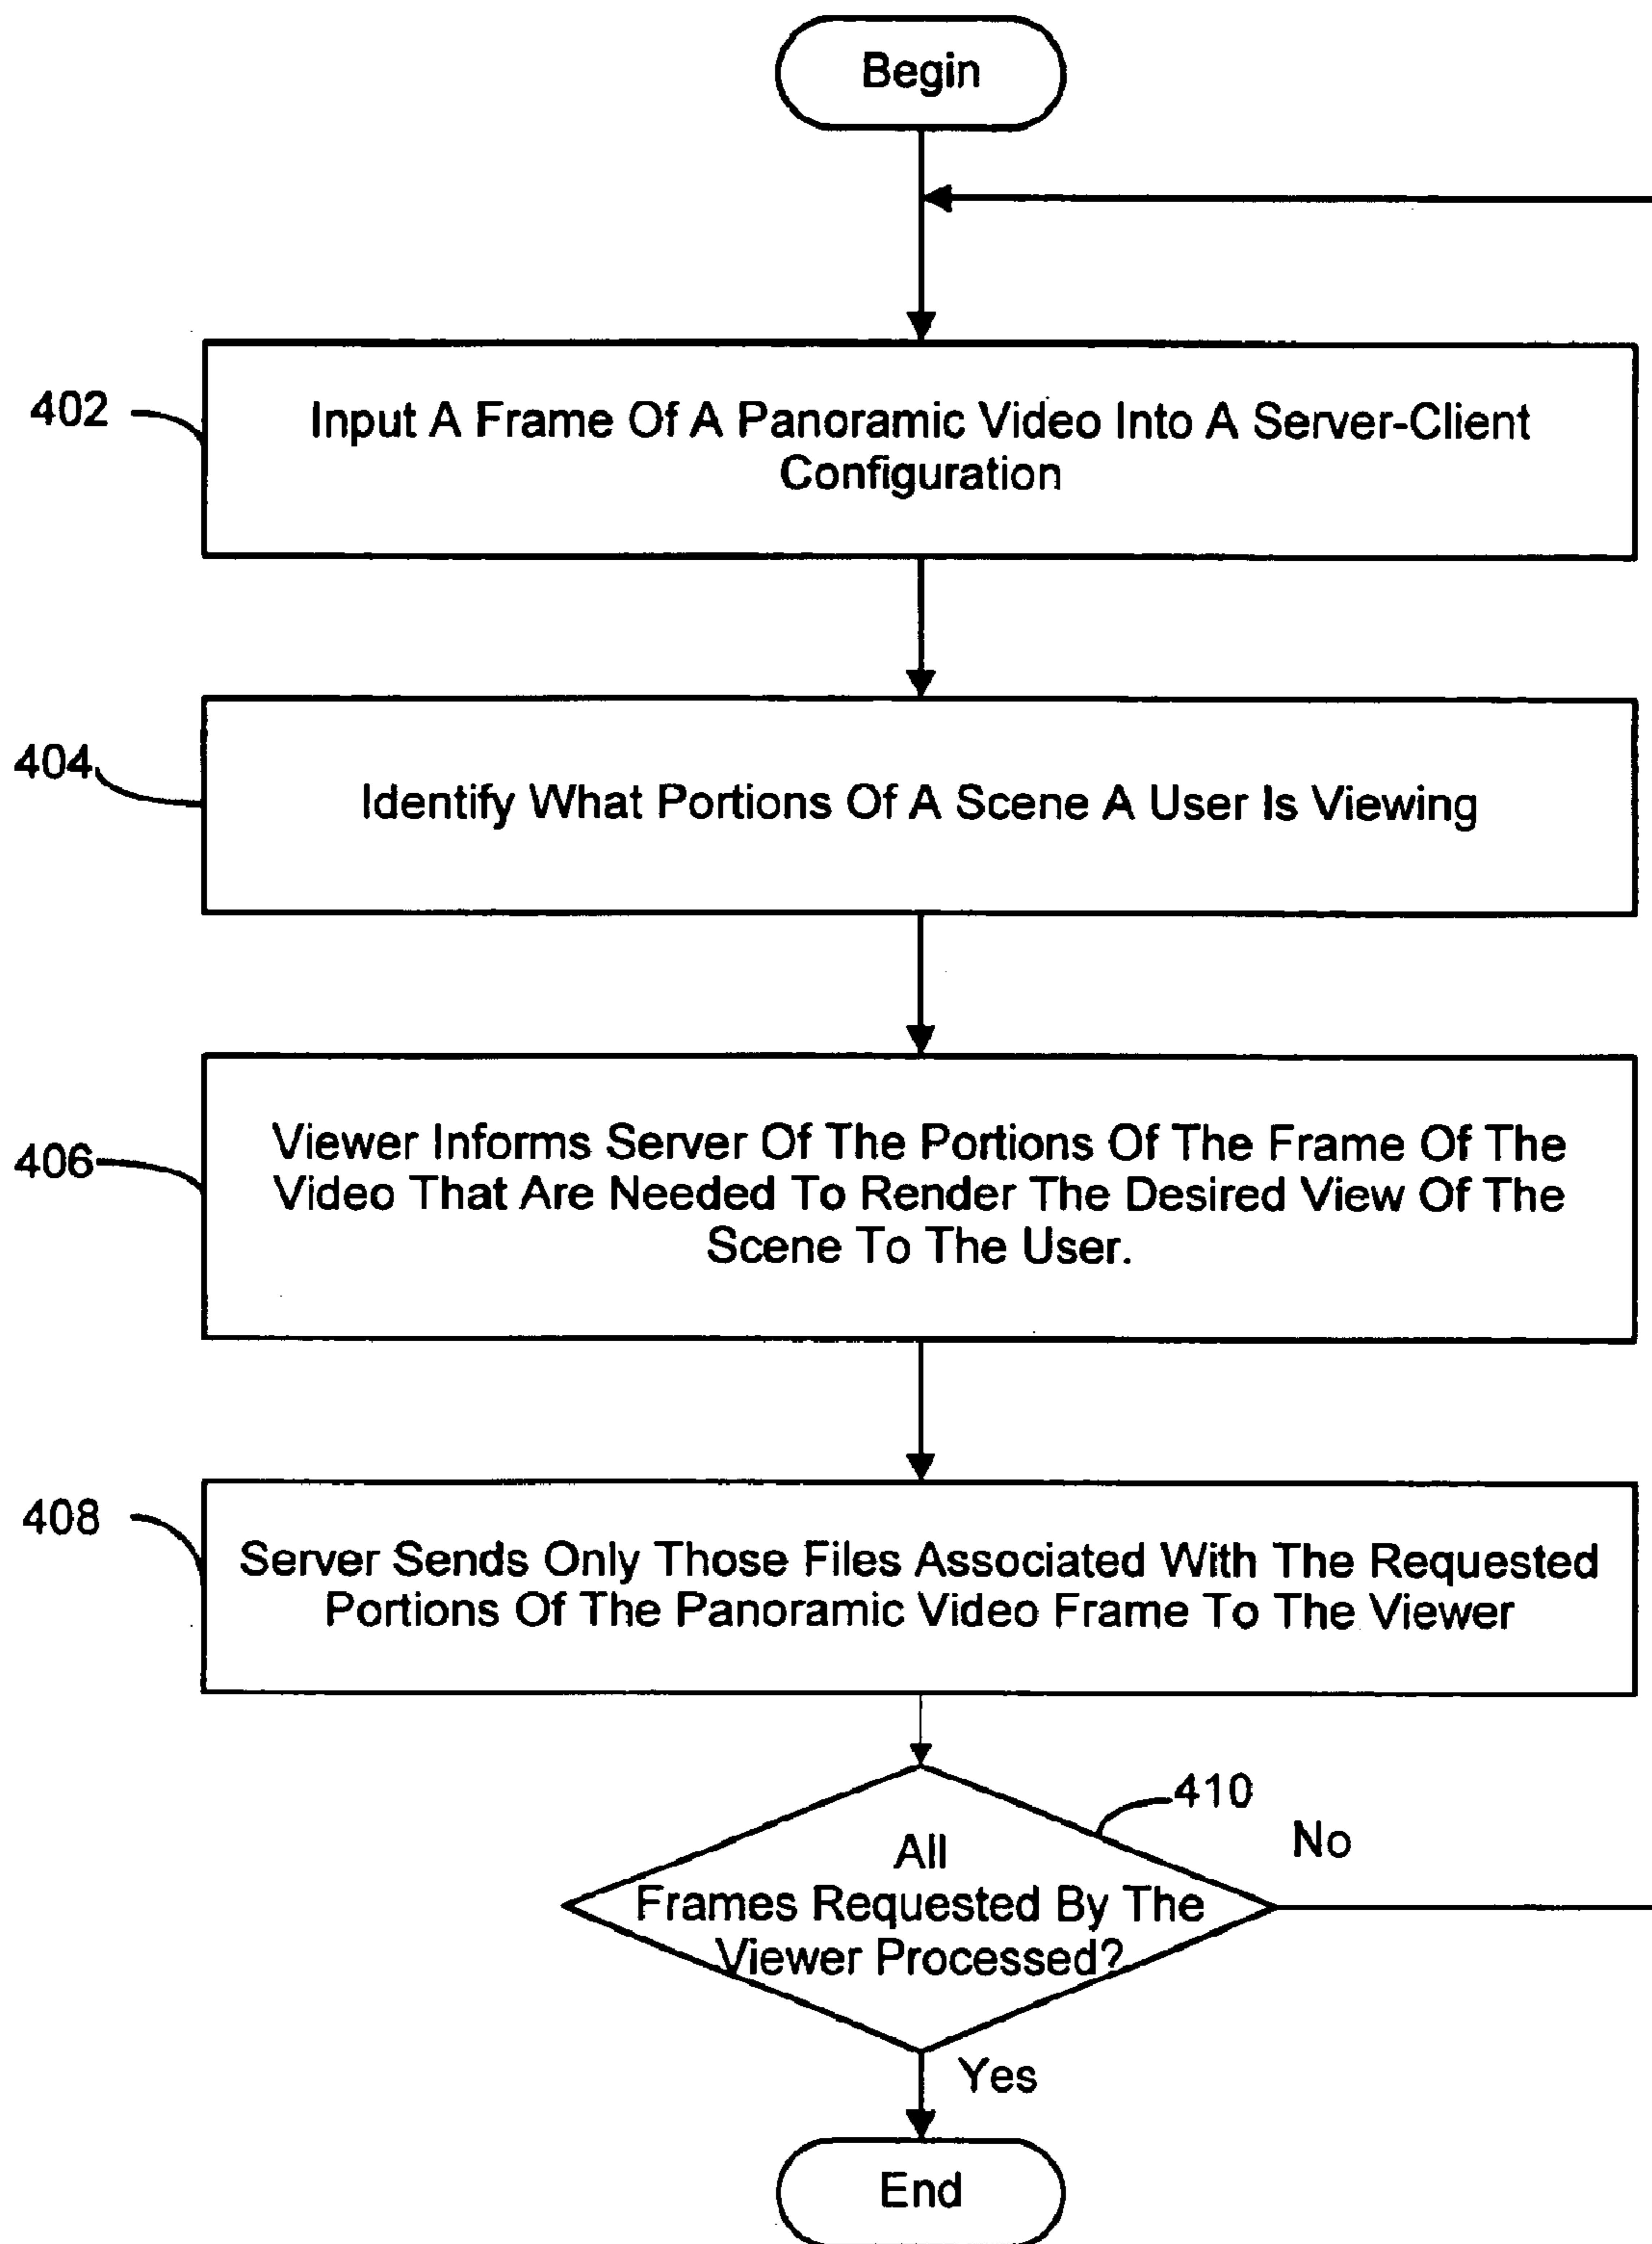 Begin
402
Input A Frame Of A Panoramic Video Into A Server-Client
Configuration
404
Identify What Portions Of A Scene A User Is Viewing
406
Viewer Informs Server Of The Portions Of The Frame Of The
Video That Are Needed To Render The Desired View Of The
Scene To The User.
408
Server Sends Only Those Files Associated With The Requested
Portions Of The Panoramic Video Frame To The Viewer
410
No
All
Frames Requested By The
Viewer Processed?
Yes
End